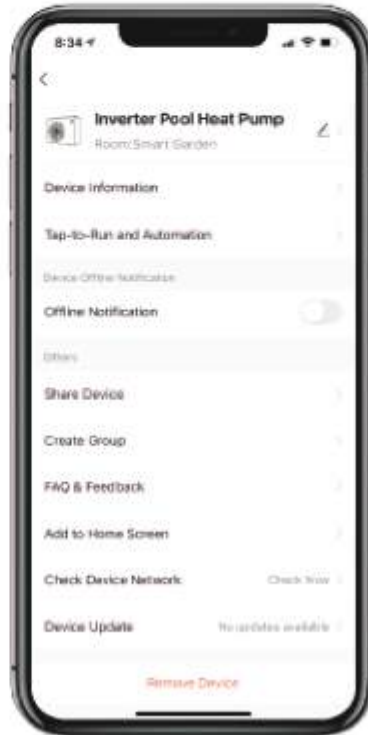 8:34
Inverter Pool Heat Pump
Room:Smart Garden
Device Information
Tap-to-Run and Automation
Device Offline Notification
Offline Notification
Others
Share Device
Create Group
FAQ & Feedback
Add to Home Screen
Check Device Network Check Now
Device Update No updates available
Remove Device